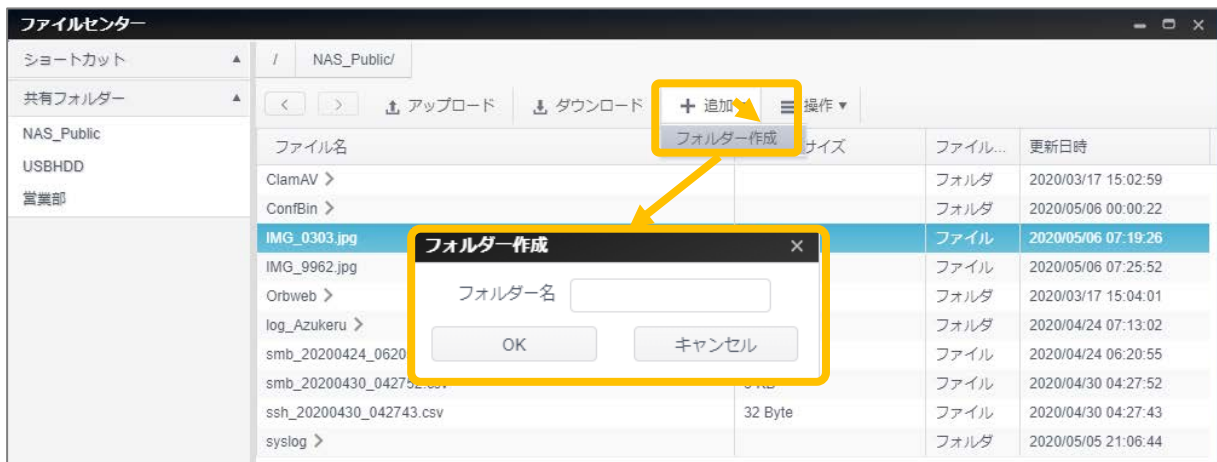 ファイルセンター
ショートカット
/ NAS_Public/
共有フォルダー
アップロード ダウンロード 追加 操作
NAS_Public
フォルダー作成
USBHDD
営業部
ファイル名 サイズ ファイル... 更新日時
ClamAV フォルダ 2020/03/17 15:02:59
ConfBin フォルダ 2020/05/06 00:00:22
IMG_0303.jpg ファイル 2020/05/06 07:19:26
IMG_9962.jpg ファイル 2020/05/06 07:25:52
Orbweb フォルダ 2020/03/17 15:04:01
log_Azukeru フォルダ 2020/04/24 07:13:02
smb_20200424_0620 ファイル 2020/04/24 06:20:55
smb_20200430_042752.csv ファイル 2020/04/30 04:27:52
ssh_20200430_042743.csv 32 Byte ファイル 2020/04/30 04:27:43
syslog フォルダ 2020/05/05 21:06:44
フォルダー作成
フォルダー名
OK キャンセル